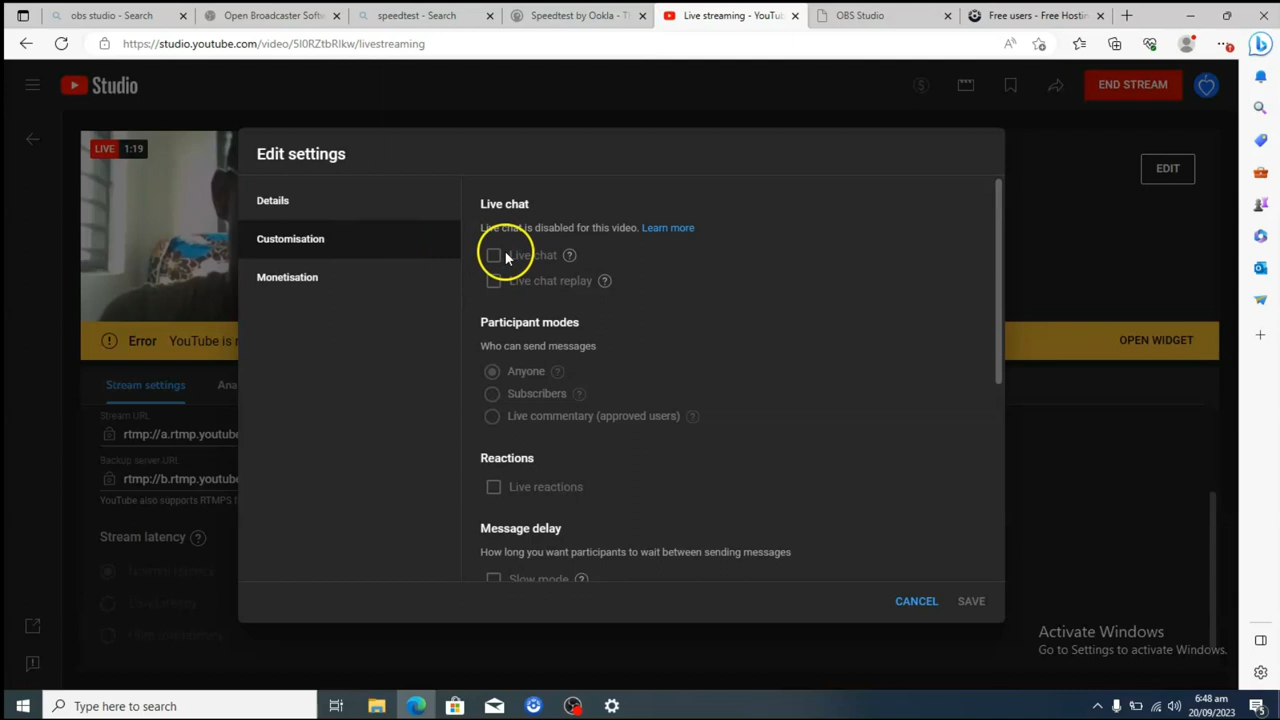 obs studio - Search
Open Broadcaster Softw
speedtest - Search
Speedtest by Ookla - Th
Live streaming - YouTub
OBS Studio
Free users - Free Hostin
https://studio.youtube.com/video/5I0RZtbRIkw/livestreaming
Studio
END STREAM
LIVE 1:19
EDIT
Edit settings
Details
Customisation
Monetisation
Live chat
Live chat is disabled for this video. Learn more
Live chat
Live chat replay
Participant modes
Who can send messages
Anyone
Subscribers
Live commentary (approved users)
Reactions
Live reactions
Message delay
How long you want participants to wait between sending messages
Slow mode
CANCEL
SAVE
Error YouTube is
OPEN WIDGET
Stream settings
Ana
Stream URL
rtmp://a.rtmp.youtube
Backup server URL
rtmp://b.rtmp.youtube
YouTube also supports RTMPS f
Stream latency
Activate Windows
Go to Settings to activate Windows.
Type here to search
6:48 am
20/09/2023
5